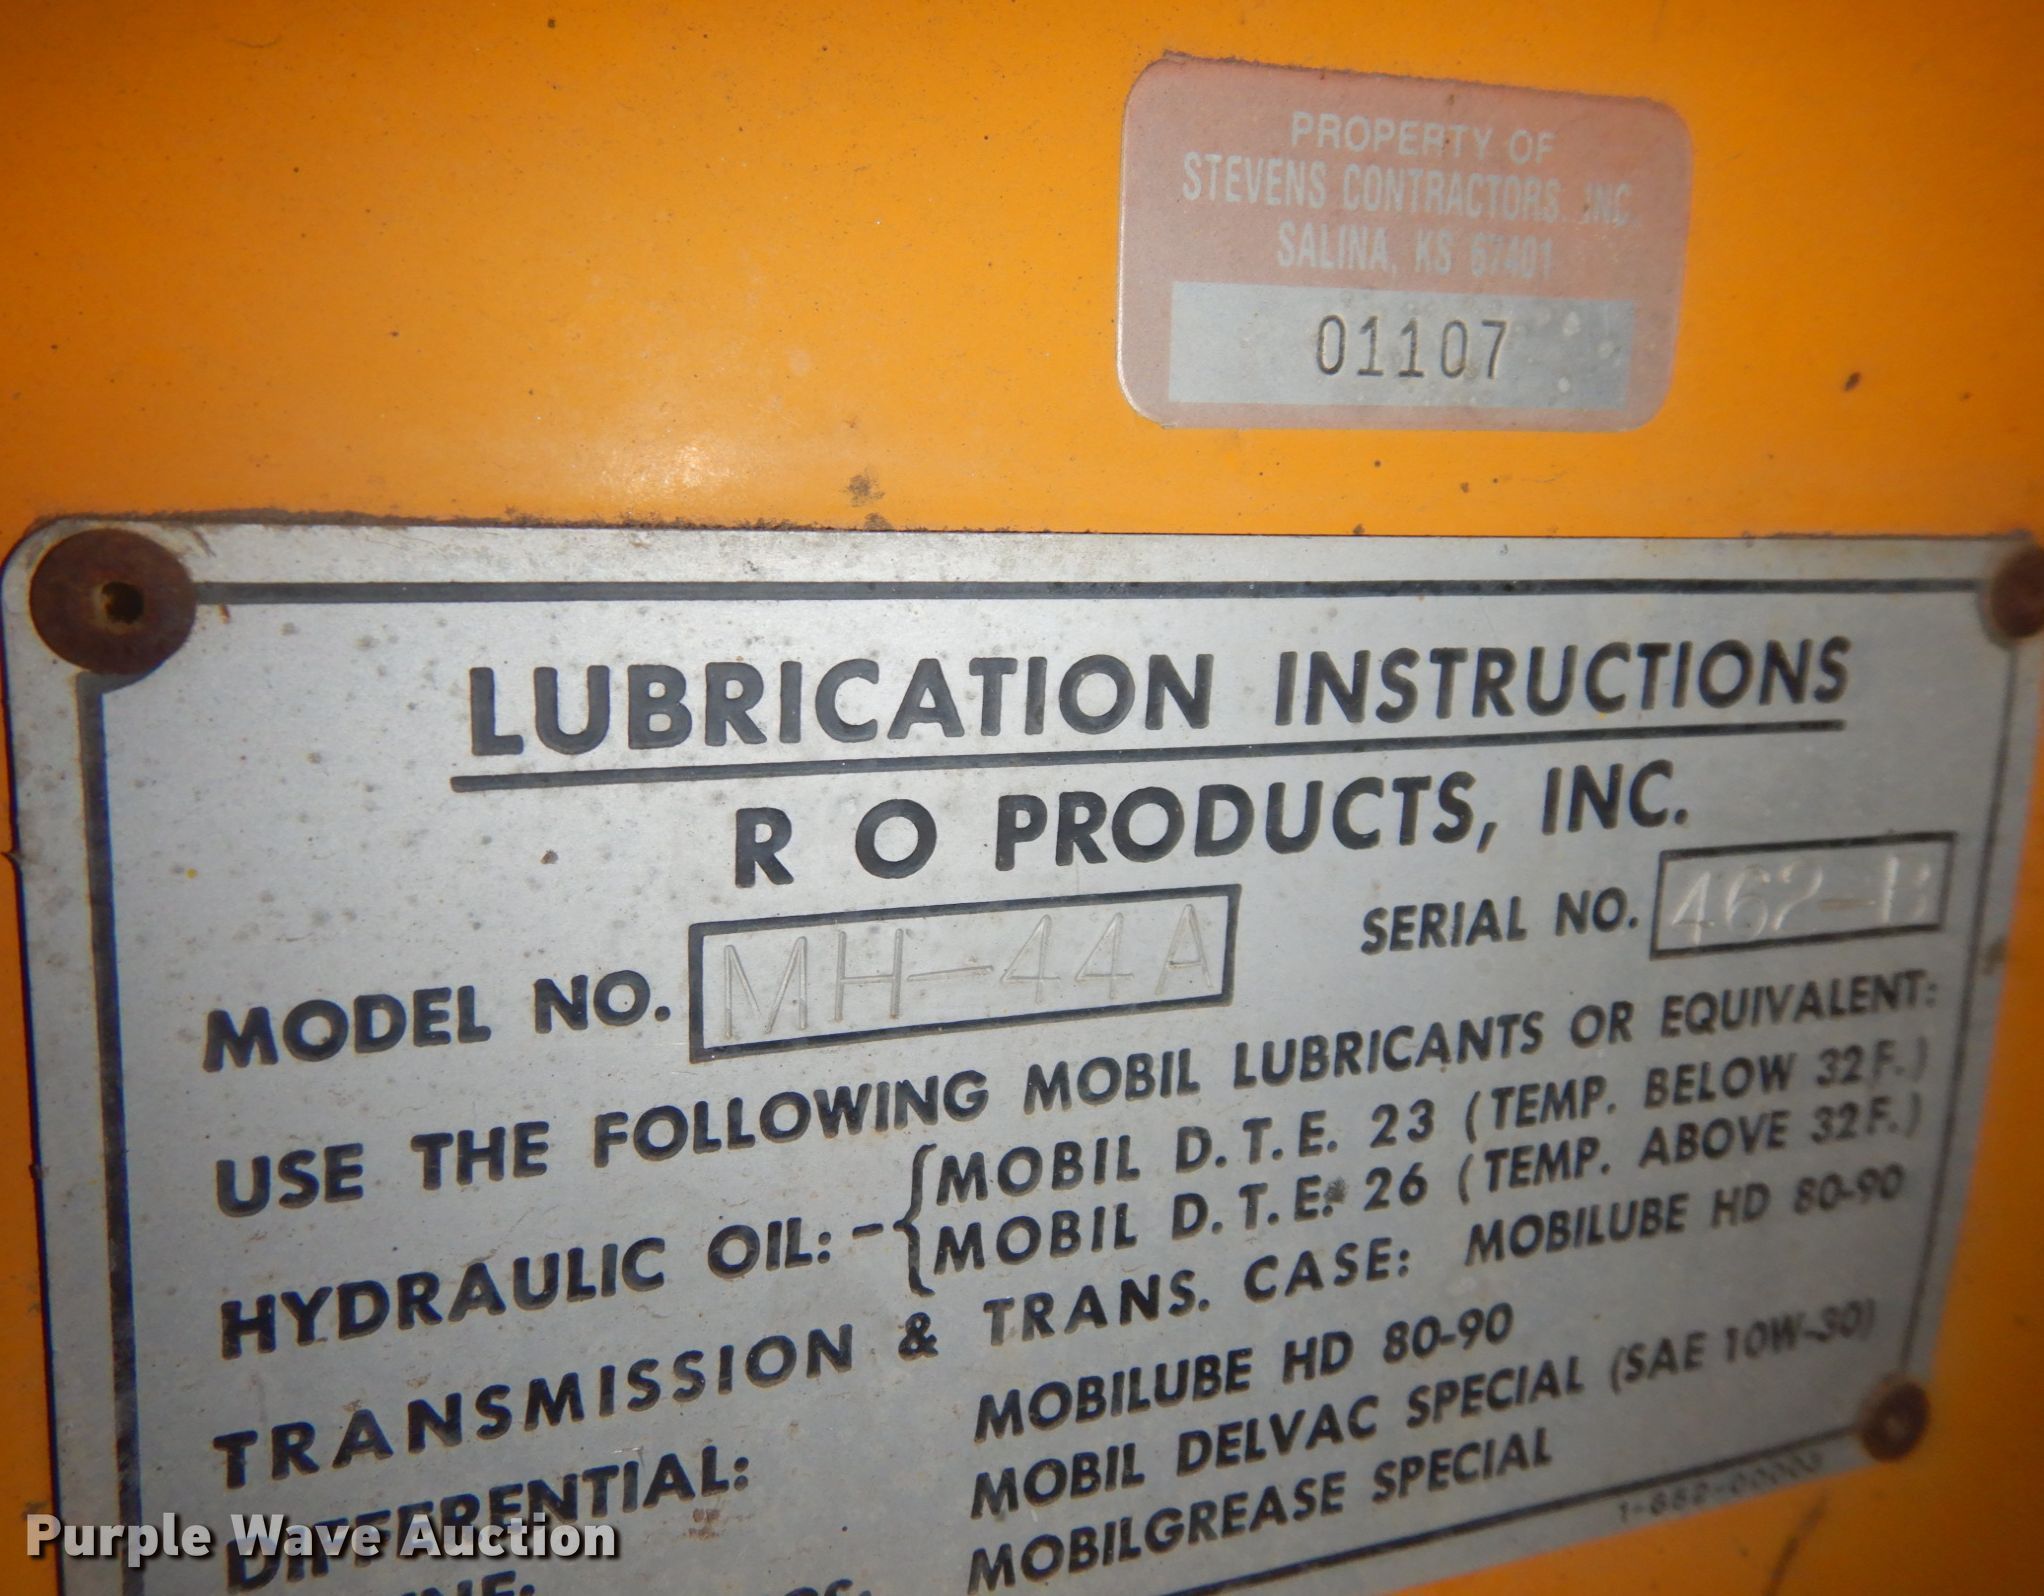 PROPERTY OF
STEVENS CONTRACTORS, INC.
SALINA, KS 67401
01107
LUBRICATION INSTRUCTIONS
R O PRODUCTS, INC.
MODEL NO. MH-44A SERIAL NO. 462-B
USE THE FOLLOWING MOBIL LUBRICANTS OR EQUIVALENT:
HYDRAULIC OIL: - { MOBIL D.T.E. 23 (TEMP. BELOW 32 F.)
MOBIL D.T.E. 26 (TEMP. ABOVE 32 F.)
TRANSMISSION & TRANS. CASE: MOBILUBE HD 80-90
DIFFERENTIAL: MOBILUBE HD 80-90
MOBIL DELVAC SPECIAL (SAE 10W-30)
MOBILGREASE SPECIAL
Purple Wave Auction